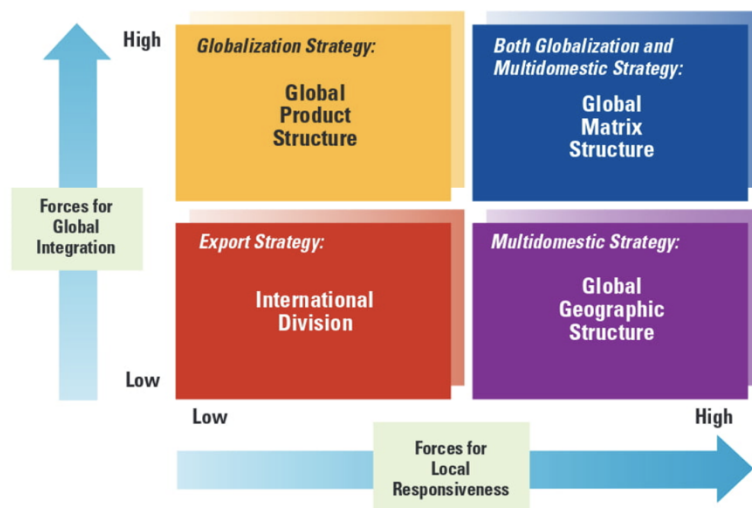 High
Globalization Strategy:
Global
Product
Structure
Both Globalization and
Multidomestic Strategy:
Global
Matrix
Structure
Forces for
Global
Integration
Export Strategy:
International
Division
Multidomestic Strategy:
Global
Geographic
Structure
Low
Low
High
Forces for
Local
Responsiveness